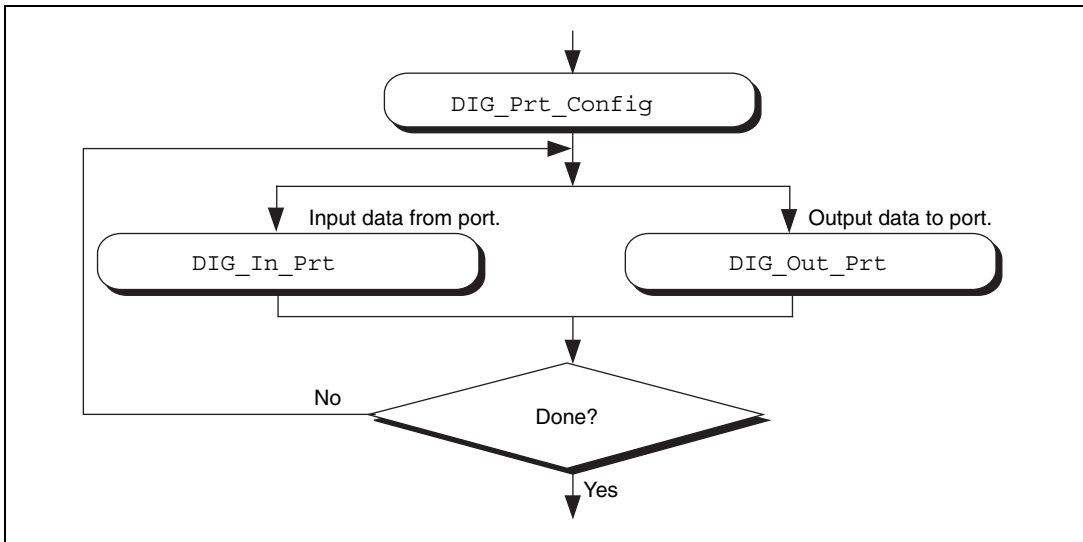 DIG_Prt_Config
Input data from port.
Output data to port.
DIG_In_Prt
DIG_Out_Prt
No
Done?
Yes